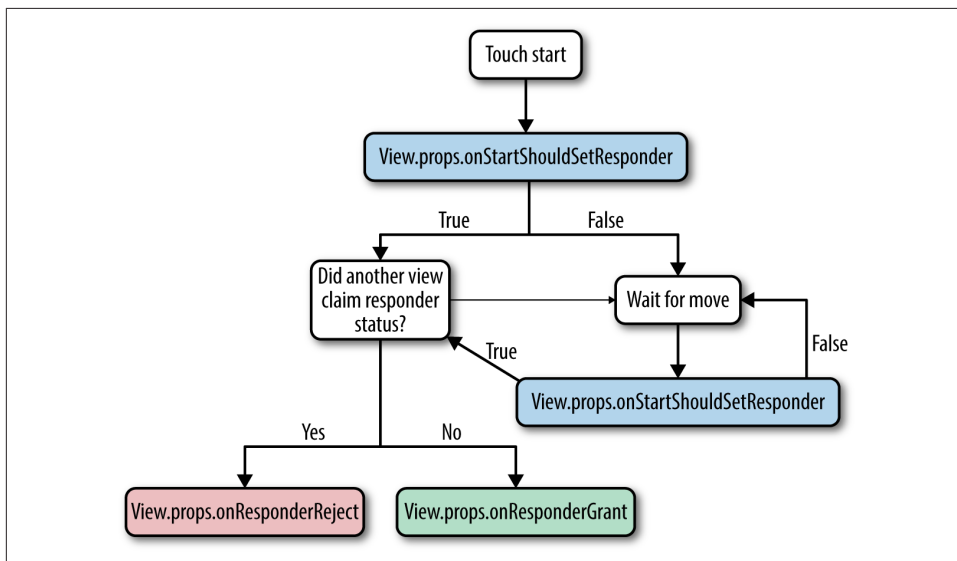 Touch start
View.props.onStartShouldSetResponder
True
False
Did another view
claim responder
status?
Wait for move
True
False
View.props.onStartShouldSetResponder
Yes
No
View.props.onResponderReject
View.props.onResponderGrant